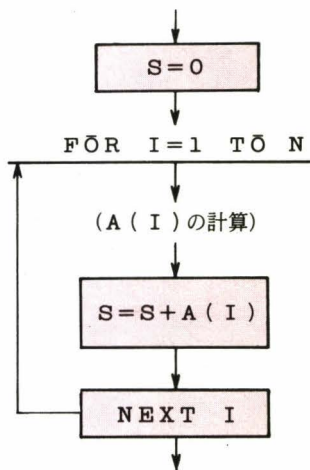 S=0
FŌR I=1 TŌ N
(A(I)の計算)
S=S+A(I)
NEXT I